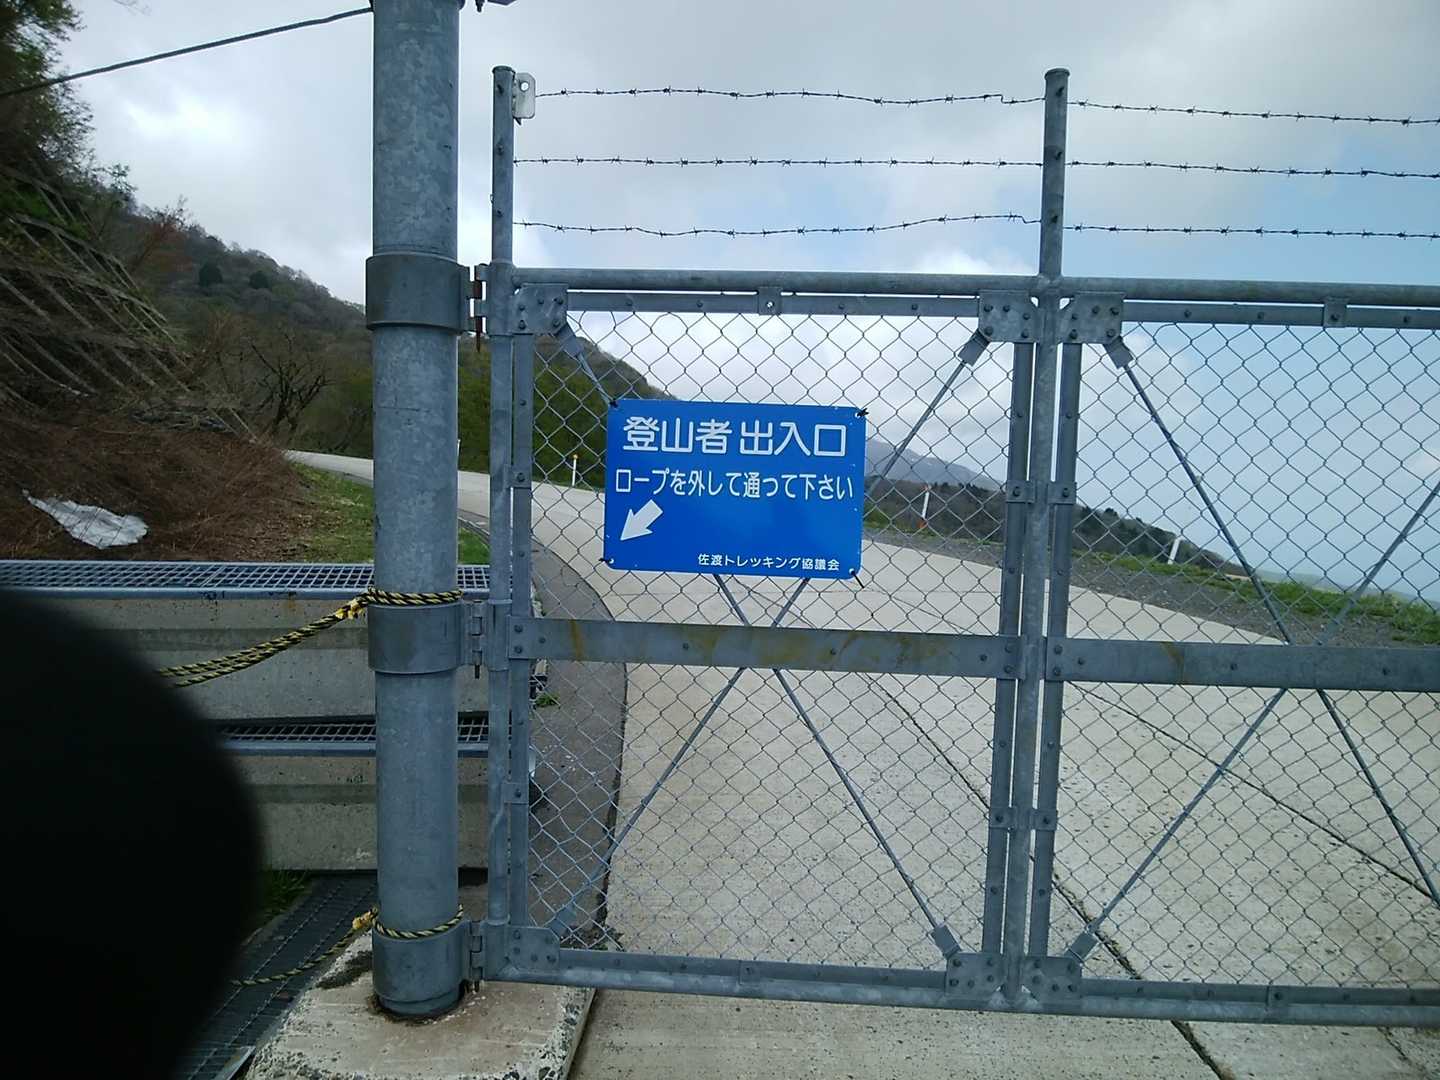 登山者 出入口
ロープを外して通って下さい
佐渡トレッキング協議会